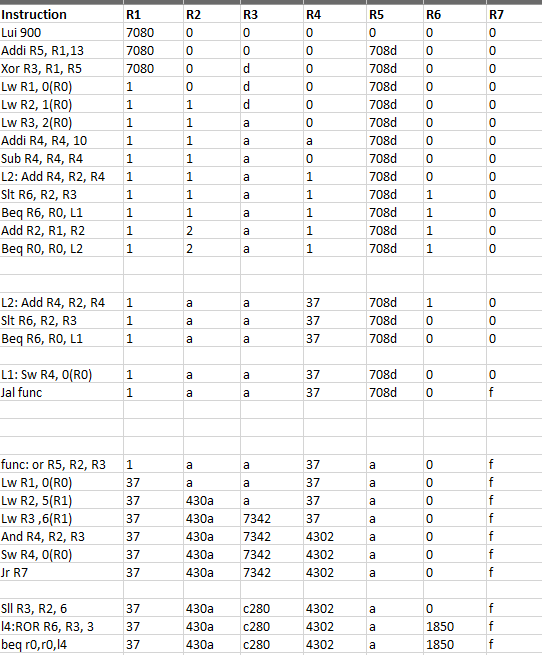 Instruction R1 R2 R3 R4 R5 R6 R7
Lui 900 7080 0 0 0 0 0 0
Addi R5, R1,13 7080 0 0 0 708d 0 0
Xor R3, R1, R5 7080 0 d 0 708d 0 0
Lw R1, 0(R0) 1 0 d 0 708d 0 0
Lw R2, 1(R0) 1 1 d 0 708d 0 0
Lw R3, 2(R0) 1 1 a 0 708d 0 0
Addi R4, R4, 10 1 1 a a 708d 0 0
Sub R4, R4, R4 1 1 a 0 708d 0 0
L2: Add R4, R2, R4 1 1 a 1 708d 0 0
Slt R6, R2, R3 1 1 a 1 708d 1 0
Beq R6, R0, L1 1 1 a 1 708d 1 0
Add R2, R1, R2 1 2 a 1 708d 1 0
Beq R0, R0, L2 1 2 a 1 708d 1 0
L2: Add R4, R2, R4 1 a a 37 708d 1 0
Slt R6, R2, R3 1 a a 37 708d 0 0
Beq R6, R0, L1 1 a a 37 708d 0 0
L1: Sw R4, 0(R0) 1 a a 37 708d 0 0
Jal func 1 a a 37 708d 0 f
func: or R5, R2, R3 1 a a 37 a 0 f
Lw R1, 0(R0) 37 a a 37 a 0 f
Lw R2, 5(R1) 37 430a a 37 a 0 f
Lw R3 ,6(R1) 37 430a 7342 37 a 0 f
And R4, R2, R3 37 430a 7342 4302 a 0 f
Sw R4, 0(R0) 37 430a 7342 4302 a 0 f
Jr R7 37 430a 7342 4302 a 0 f
Sll R3, R2, 6 37 430a c280 4302 a 0 f
l4:ROR R6, R3, 3 37 430a c280 4302 a 1850 f
beq r0,r0,l4 37 430a c280 4302 a 1850 f